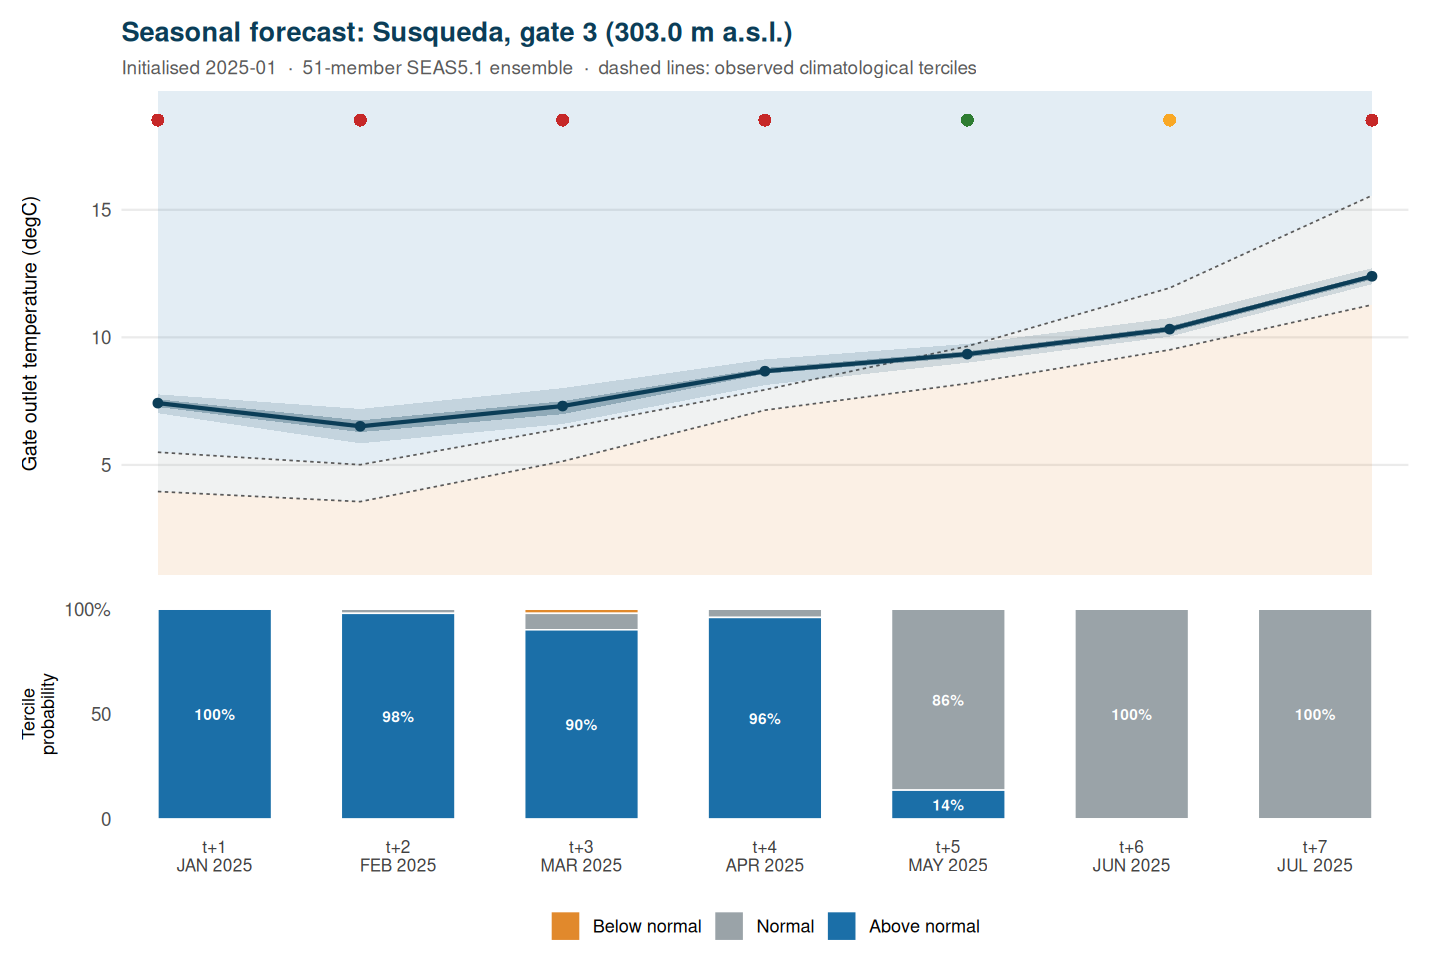 Seasonal forecast: Susqueda, gate 3 (303.0 m a.s.l.)
Initialised 2025-01 · 51-member SEAS5.1 ensemble · dashed lines: observed climatological terciles
Gate outlet temperature (degC)
15
10
5
Tercile
probability
100%
50
0
100%
98%
90%
96%
86%
14%
100%
100%
t+1
JAN 2025
t+2
FEB 2025
t+3
MAR 2025
t+4
APR 2025
t+5
MAY 2025
t+6
JUN 2025
t+7
JUL 2025
Below normal
Normal
Above normal